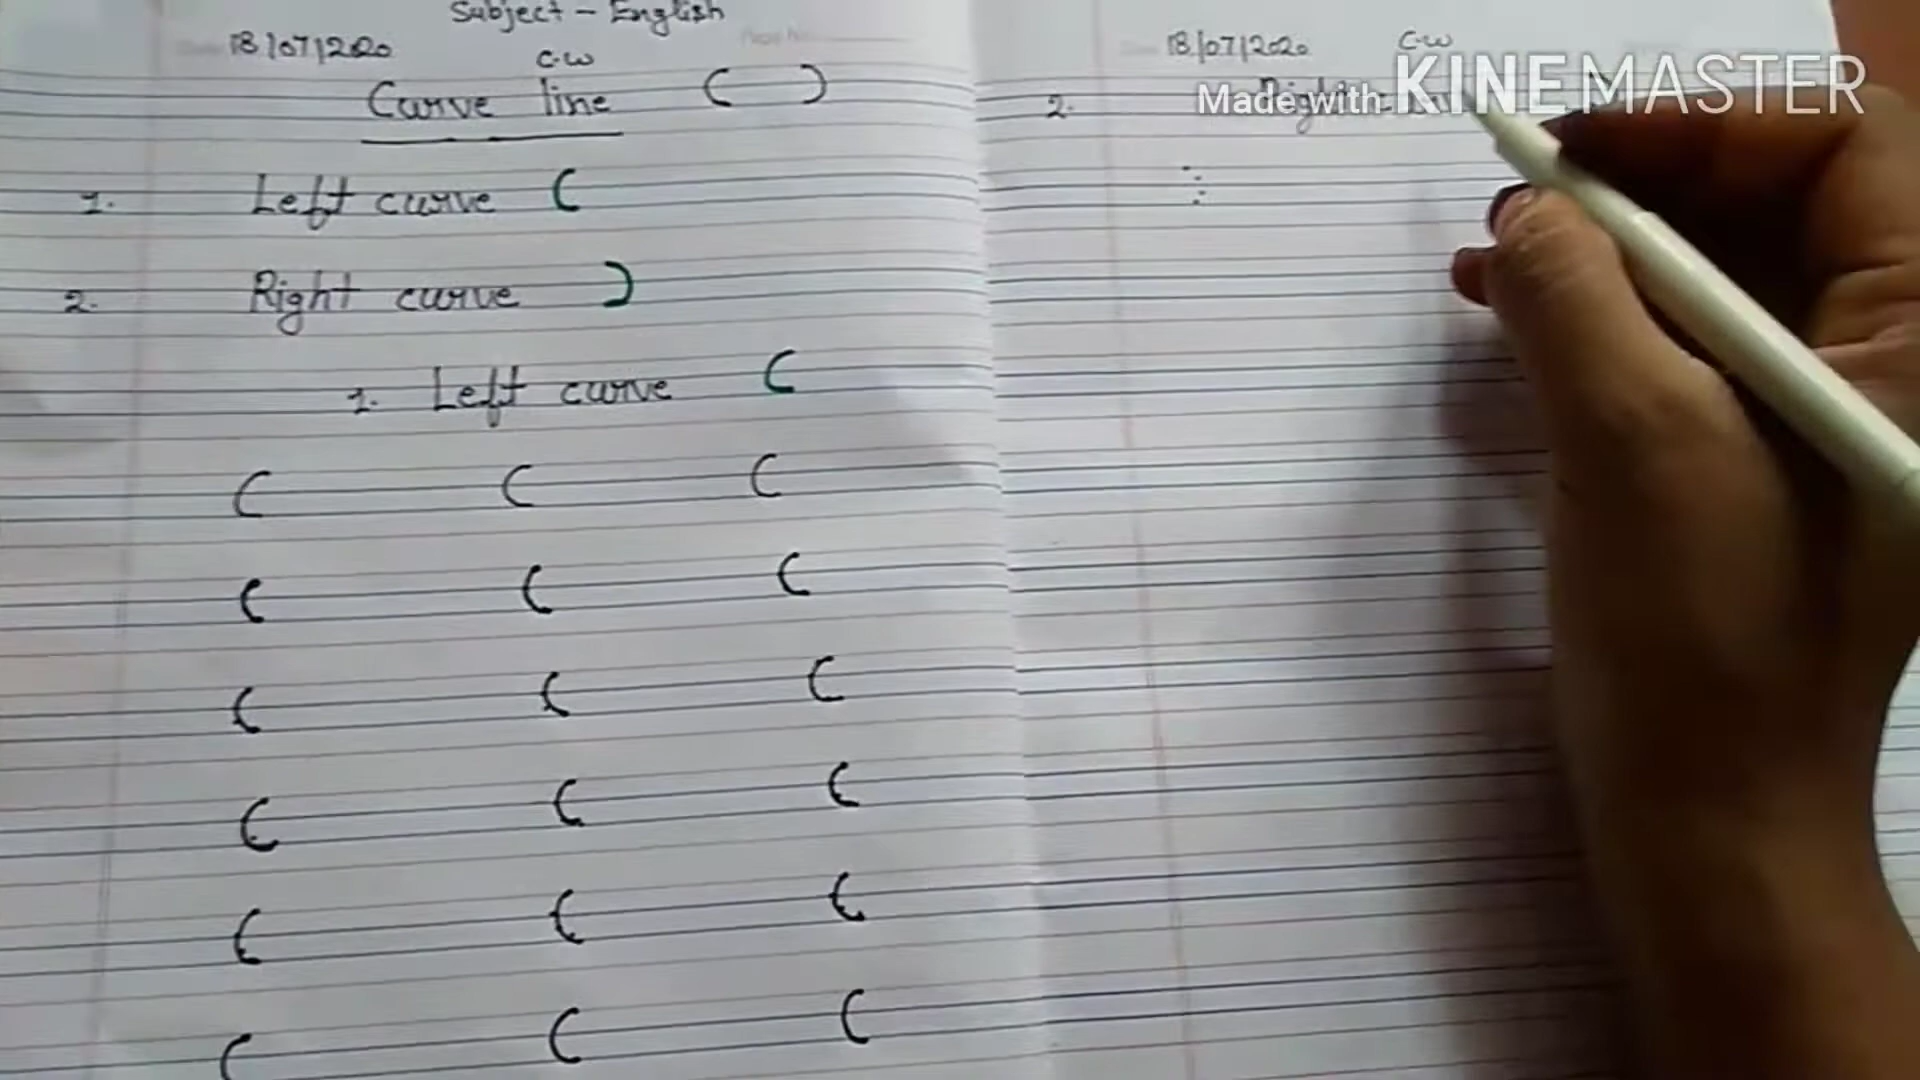 Subject - English
18/07/2020
C.W
Curve line ( )
1. Left curve (
2. Right curve )
1. Left curve (
( ( (
( ( (
( ( (
( ( (
( ( (
( ( (
18/07/2020
C.W
2. Right
Made with KINEMASTER